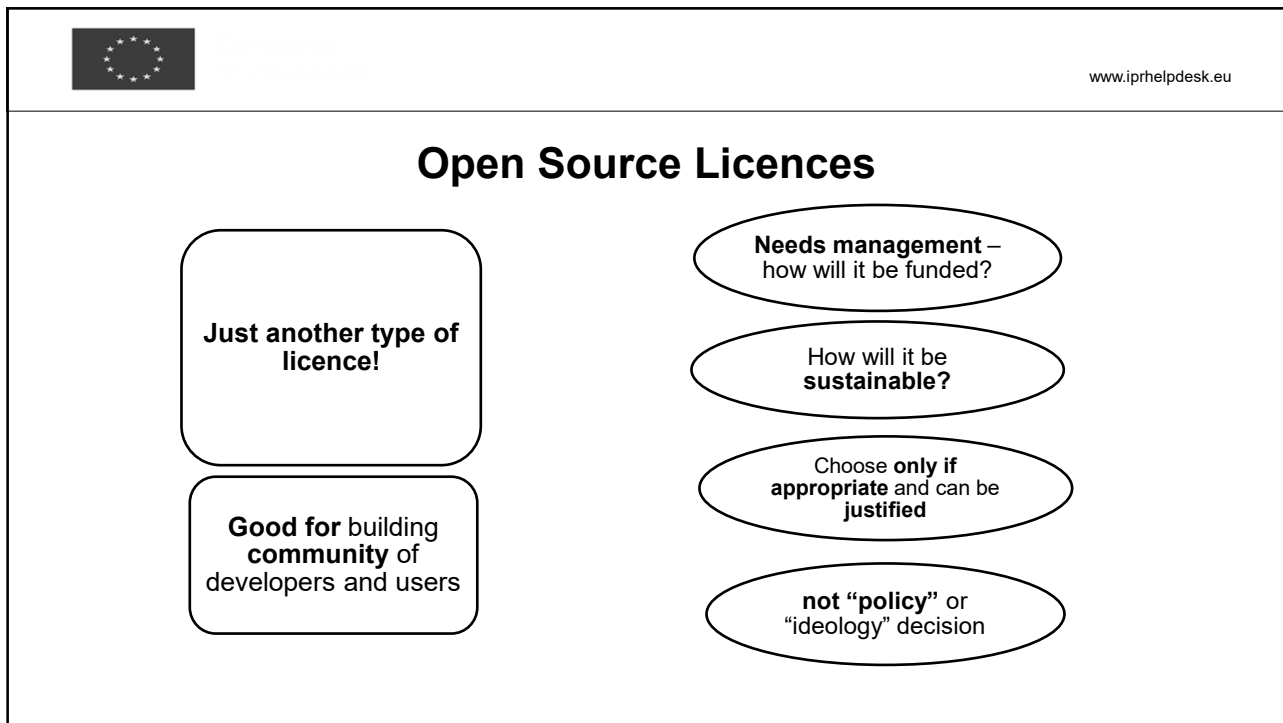 www.iprhelpdesk.eu
Open Source Licences
Just another type of
licence!
Good for building
community of
developers and users
Needs management –
how will it be funded?
How will it be
sustainable?
Choose only if
appropriate and can be
justified
not “policy” or
“ideology” decision